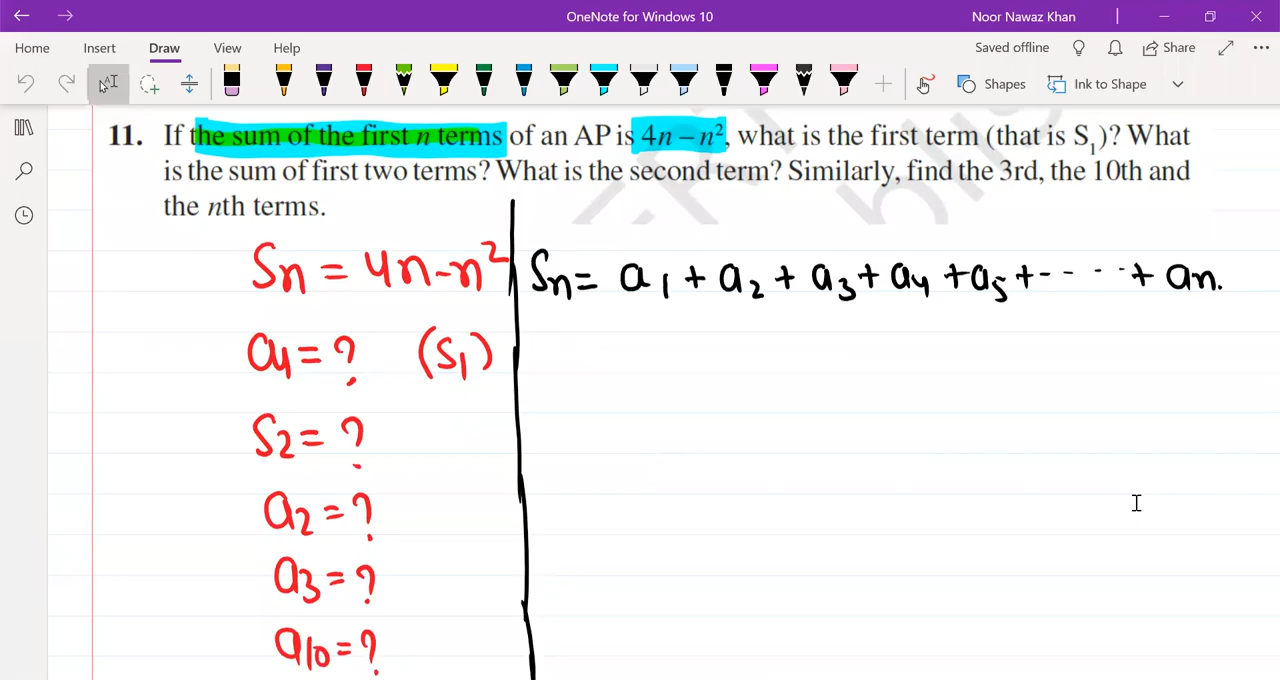 OneNote for Windows 10
Noor Nawaz Khan
Home Insert Draw View Help
Saved offline
Share
Shapes
Ink to Shape
11. If the sum of the first n terms of an AP is 4n – n², what is the first term (that is S₁)? What
is the sum of first two terms? What is the second term? Similarly, find the 3rd, the 10th and
the nth terms.
Sn = 4n-n²
Sn = a₁ + a₂ + a₃ + a₄ + a₅ + - - - - - + an.
a₁ = ? (S₁)
S₂ = ?
a₂ = ?
a₃ = ?
a₁₀ = ?